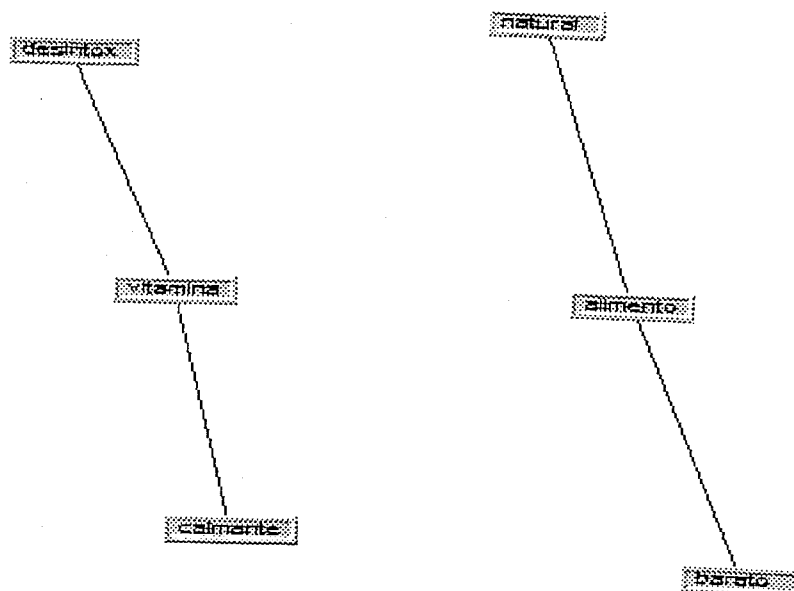 desintox
natural
vitamina
alimento
calmante
barato